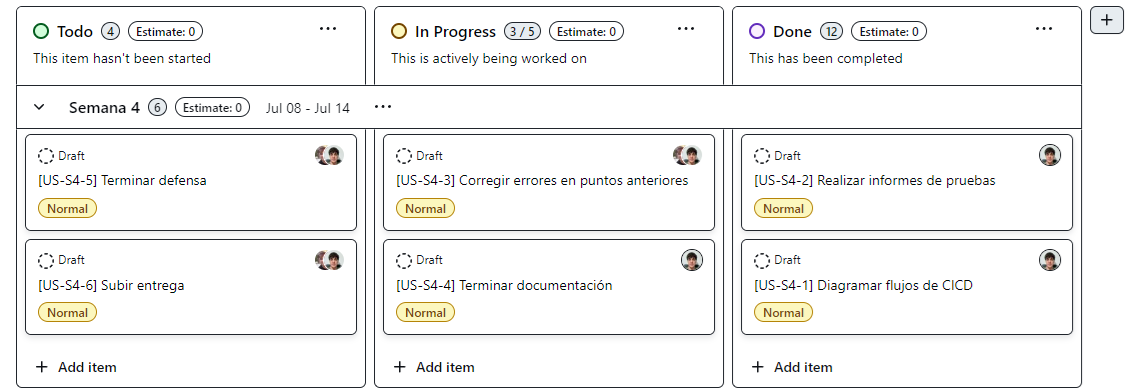 Todo 4 Estimate: 0 ...
This item hasn't been started
In Progress 3 / 5 Estimate: 0 ...
This is actively being worked on
Done 12 Estimate: 0 ...
This has been completed
+
Semana 4 6 Estimate: 0 Jul 08 - Jul 14 ...
Draft
[US-S4-5] Terminar defensa
Normal
Draft
[US-S4-6] Subir entrega
Normal
+ Add item
Draft
[US-S4-3] Corregir errores en puntos anteriores
Normal
Draft
[US-S4-4] Terminar documentación
Normal
+ Add item
Draft
[US-S4-2] Realizar informes de pruebas
Normal
Draft
[US-S4-1] Diagramar flujos de CICD
Normal
+ Add item